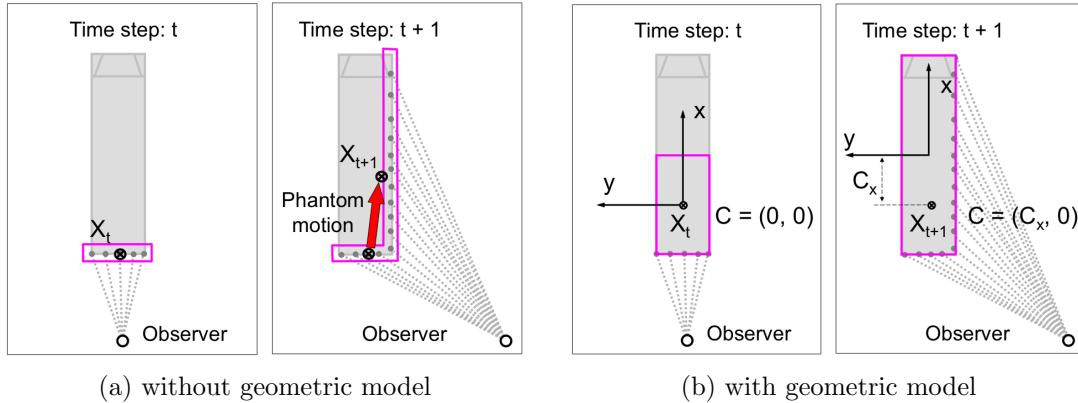 Time step: t
X_t
Observer
Time step: t + 1
X_{t+1}
Phantom
motion
Observer
(a) without geometric model
Time step: t
x
y
X_t
C = (0, 0)
Observer
Time step: t + 1
x
y
C_x
X_{t+1}
C = (C_x, 0)
Observer
(b) with geometric model